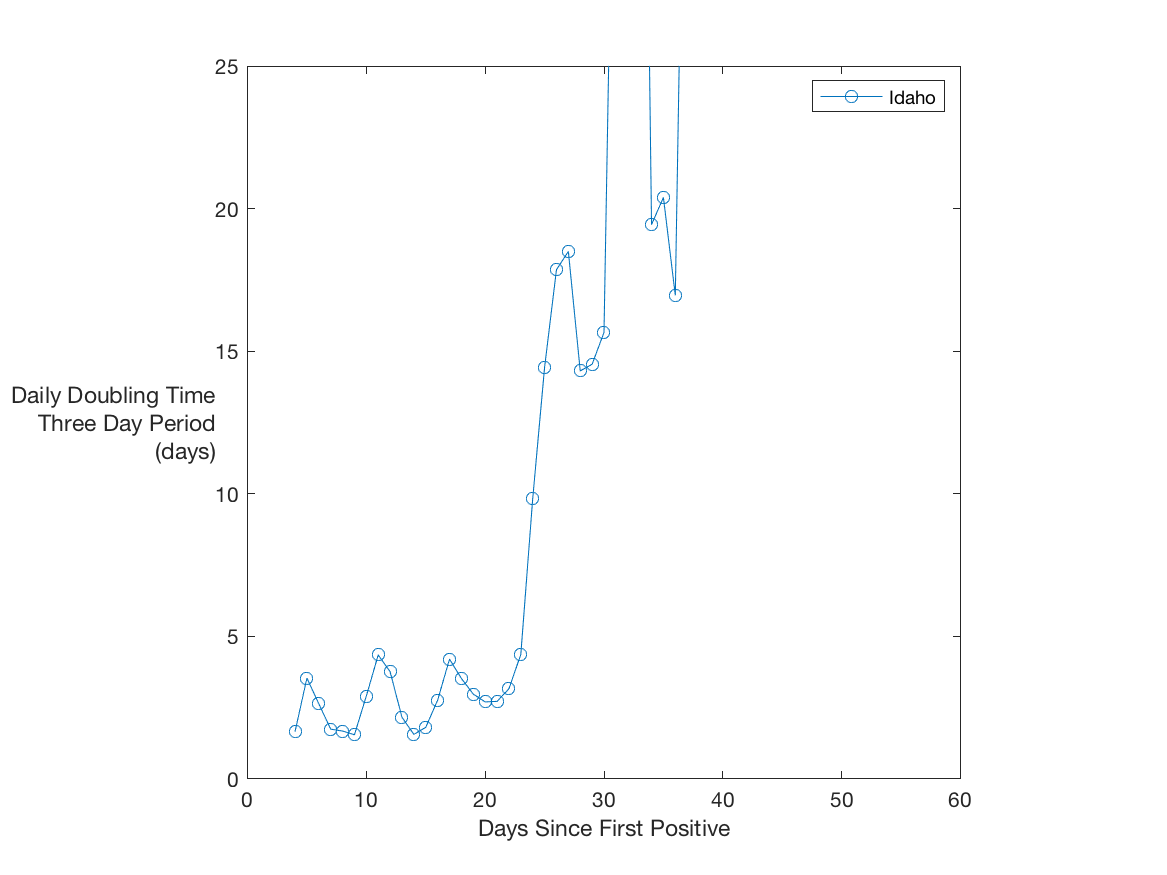 25
20
15
10
5
0
Daily Doubling Time
Three Day Period
(days)
Idaho
0 10 20 30 40 50 60
Days Since First Positive